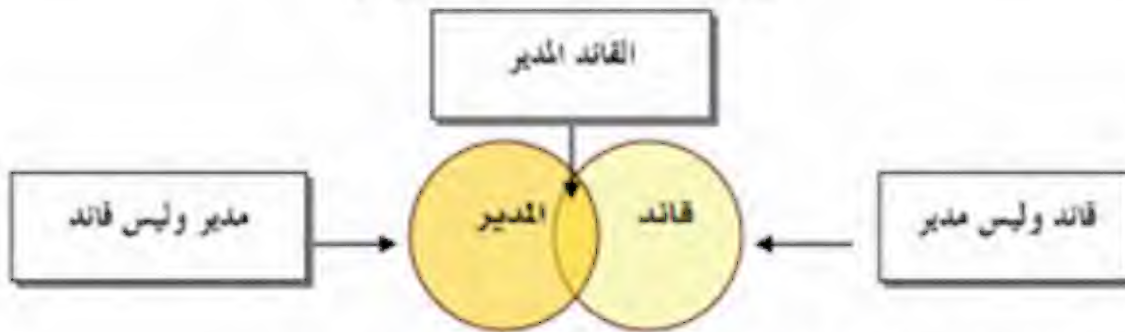 القائد المدير
قائد وليس مدير
قائد
المدير
مدير وليس قائد